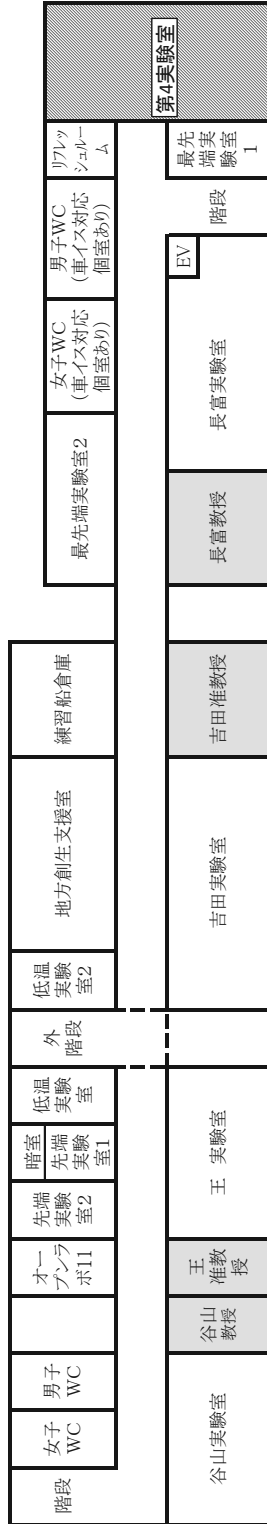 階段
女子
WC
男子
WC
オー
プンラ
ボ11
先端
実験
室2
暗室
先端
実験
室1
低温
実験
室
外
階段
低温
実験
室2
地方創生支援室
練習船倉庫
最先端実験室2
女子WC
(車イス対応
個室あり)
男子WC
(車イス対応
個室あり)
リフレッ
シュルー
ム
第4実験室
谷山実験室
谷山
教授
王
准教
授
王 実験室
吉田実験室
吉田准教授
長富教授
長富実験室
EV
階段
最先
端実
験室
1